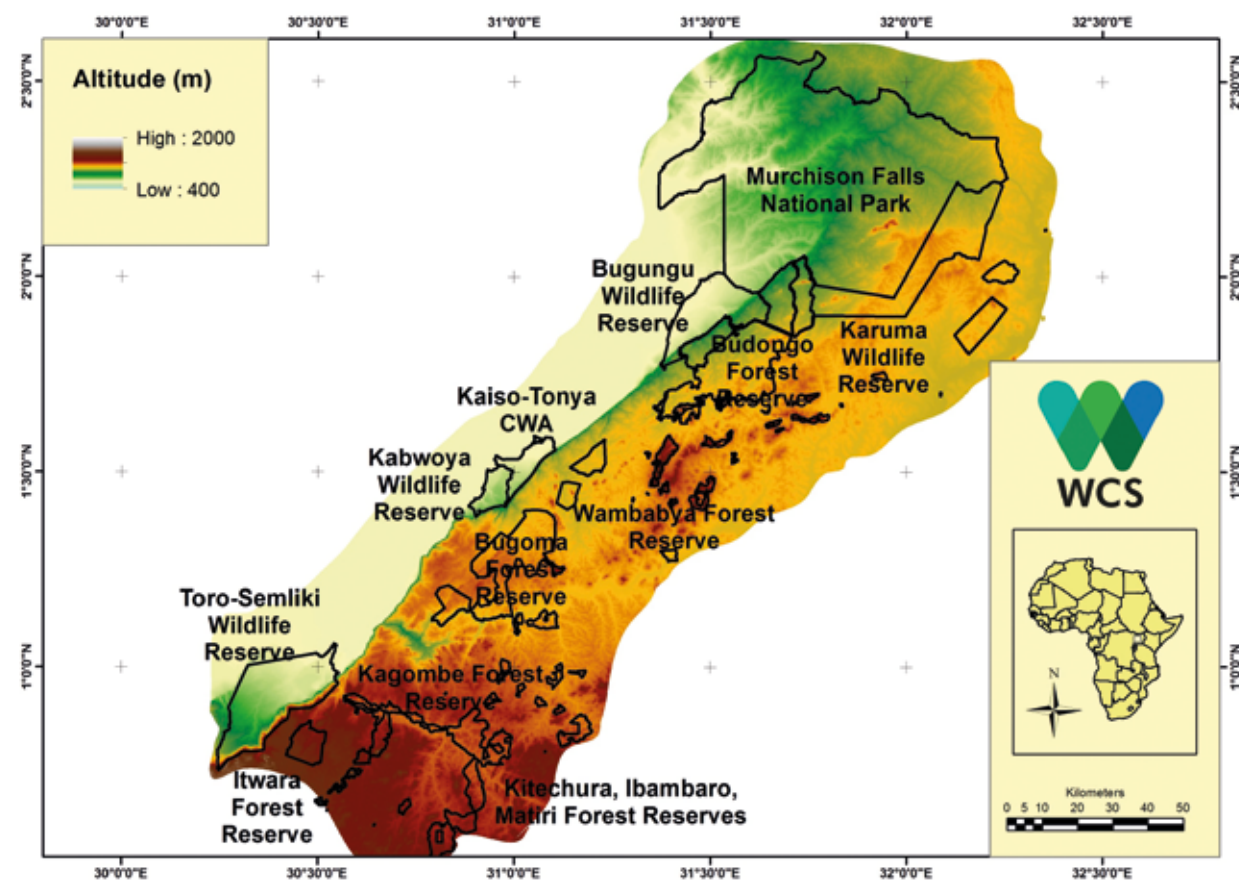 30°0'0"E 30°30'0"E 31°0'0"E 31°30'0"E 32°0'0"E 32°30'0"E
Altitude (m)
High : 2000
Low : 400
2°30'0"N 2°30'0"N
Murchison Falls
National Park
2°0'0"N 2°0'0"N
Bugungu
Wildlife
Reserve
Karuma
Wildlife
Reserve
Budongo
Forest
Reserve
Kaiso-Tonya
CWA
Kabwoya
Wildlife
Reserve
1°30'0"N 1°30'0"N
Wambabya Forest
Reserve
Bugoma
Forest
Reserve
Toro-Semliki
Wildlife
Reserve
1°0'0"N 1°0'0"N
Kagombe Forest
Reserve
Itwara
Forest
Reserve
Kitechura, Ibambaro,
Matiri Forest Reserves
WCS
N
Kilometers
0 5 10 20 30 40 50
30°0'0"E 30°30'0"E 31°0'0"E 31°30'0"E 32°0'0"E 32°30'0"E